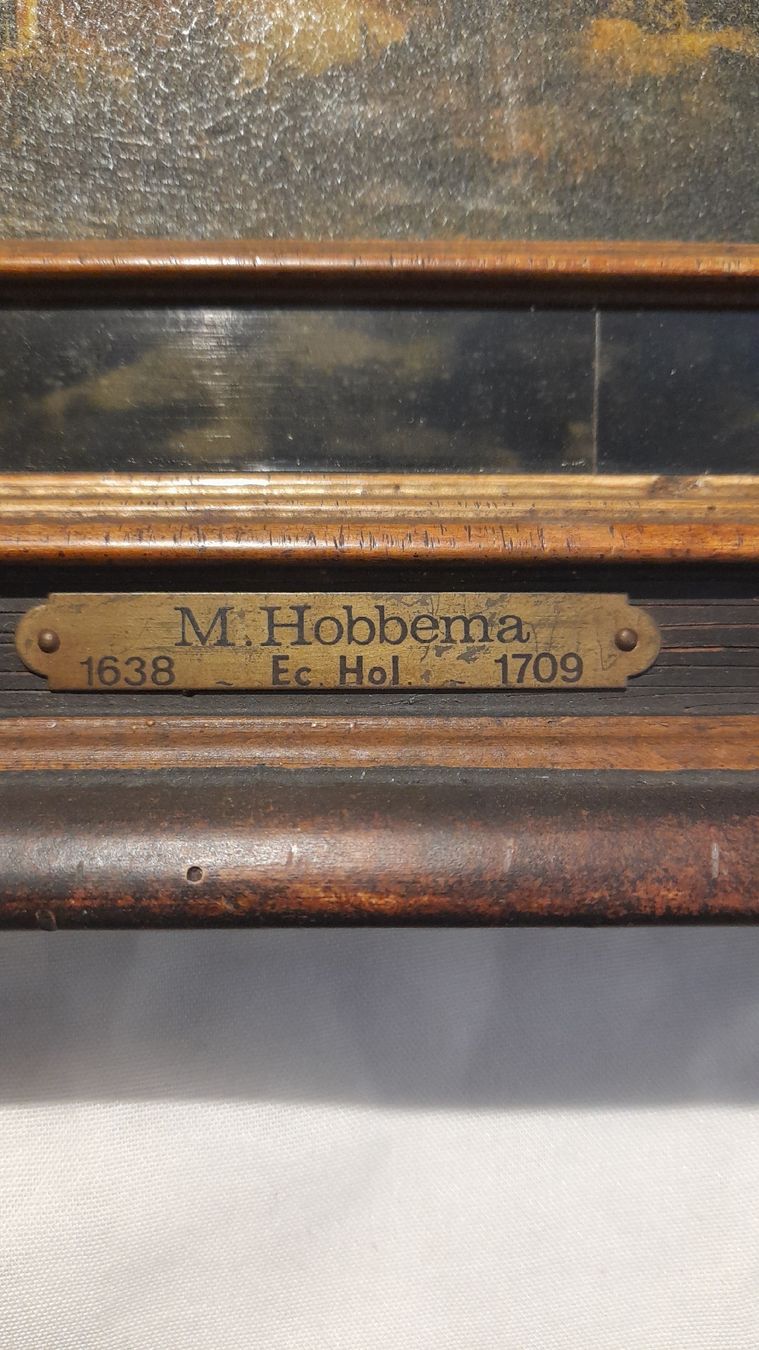 M. Hobbema
1638 ~ Ec. Hol. ~ 1709